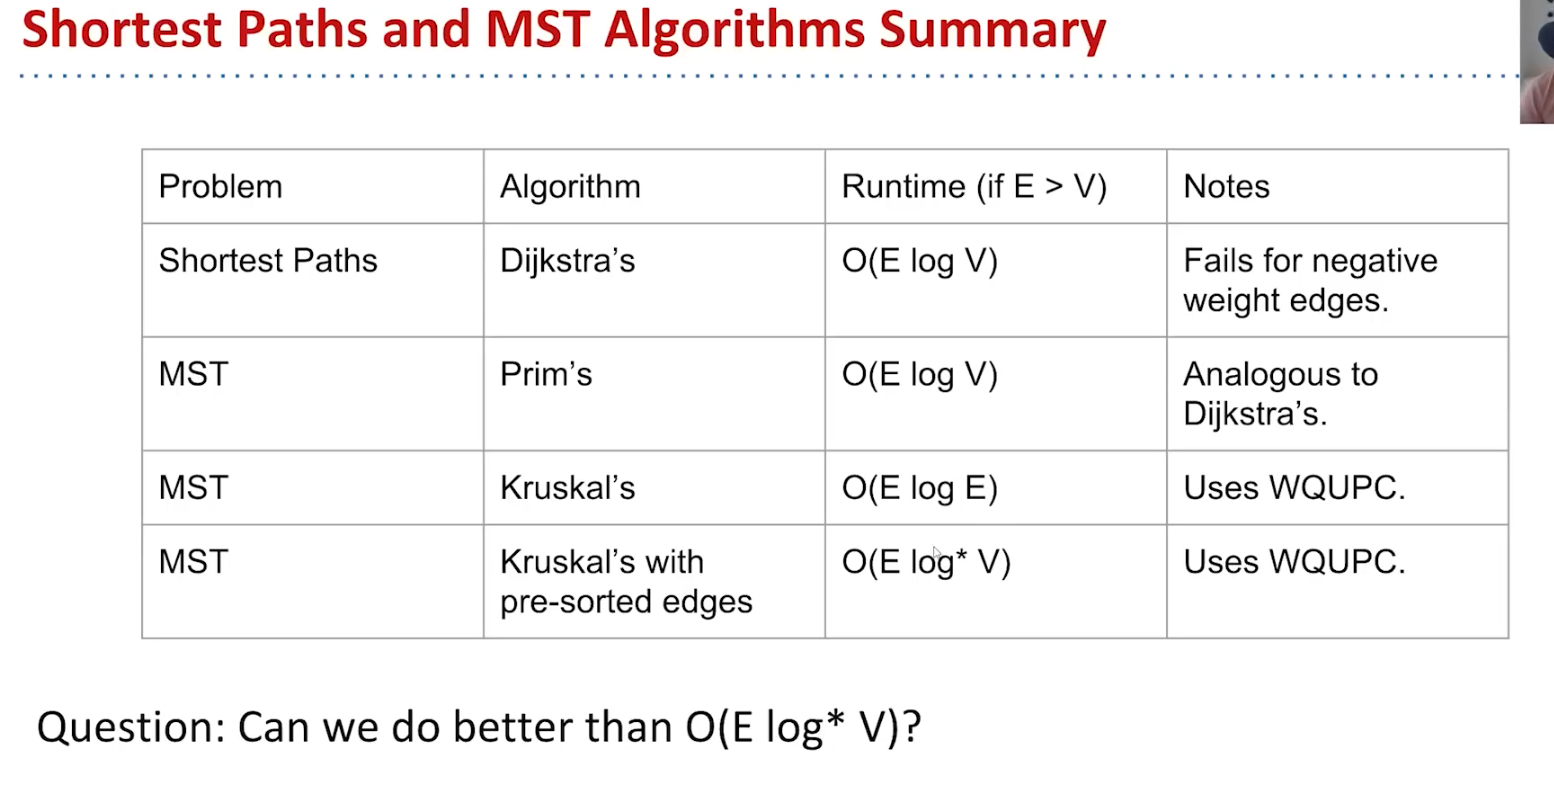 Shortest Paths and MST Algorithms Summary
Problem
Algorithm
Runtime (if E > V)
Notes
Shortest Paths
Dijkstra’s
O(E log V)
Fails for negative
weight edges.
MST
Prim’s
O(E log V)
Analogous to
Dijkstra’s.
MST
Kruskal’s
O(E log E)
Uses WQUPC.
MST
Kruskal’s with
pre-sorted edges
O(E log* V)
Uses WQUPC.
Question: Can we do better than O(E log* V)?